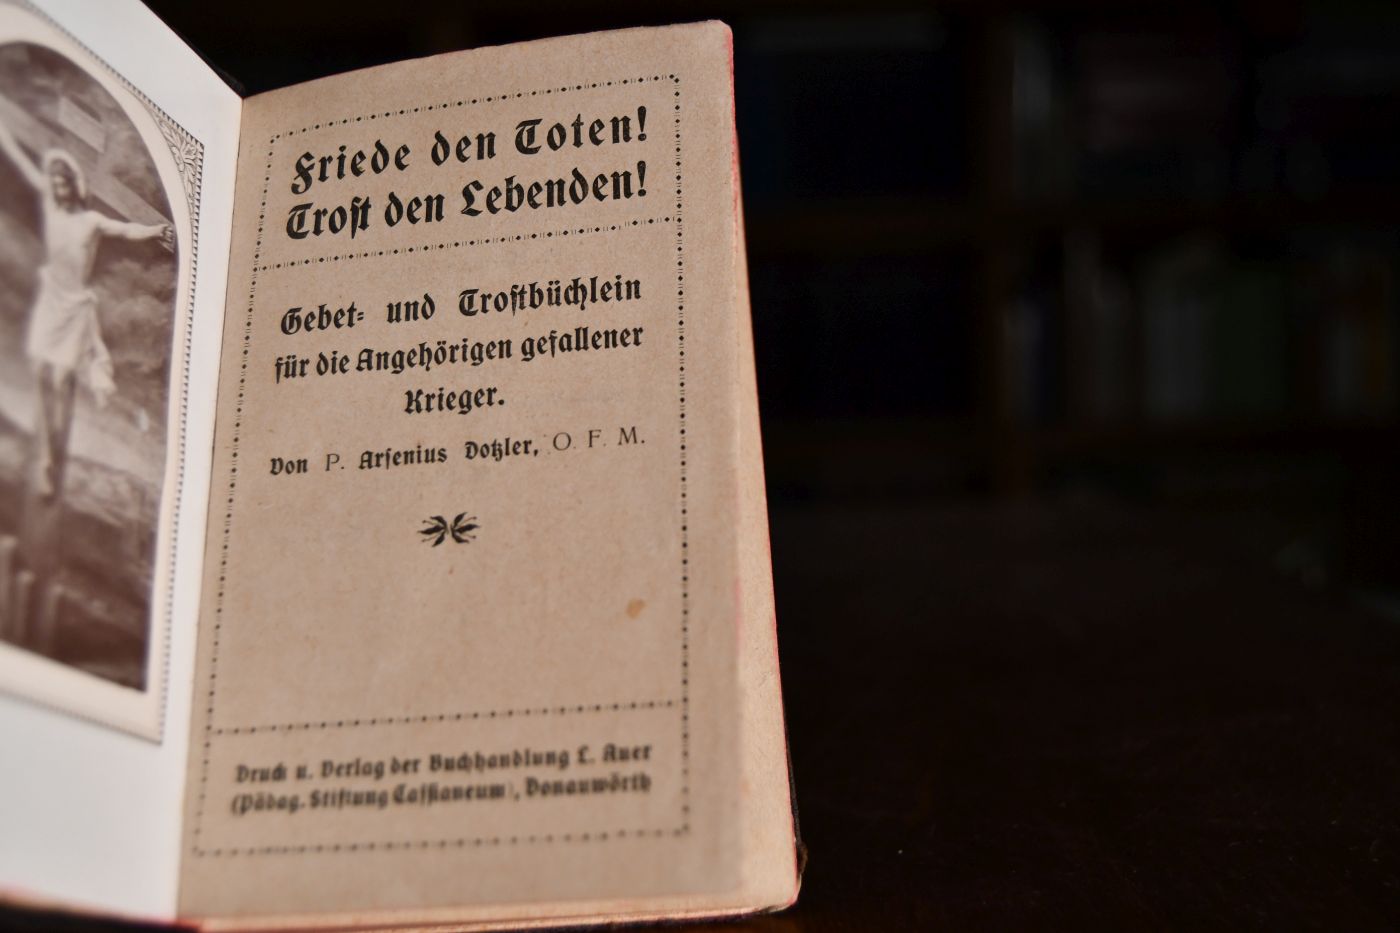 Friede den Toten!
Troſt den Lebenden!
Gebet- und Troſtbüchlein
für die Angehörigen gefallener
Krieger.
Von P. Arſenius Dotzler, O. F. M.
Druck u. Verlag der Buchhandlung L. Auer
(Pädag. Stiftung Caſſianeum), Donauwörth